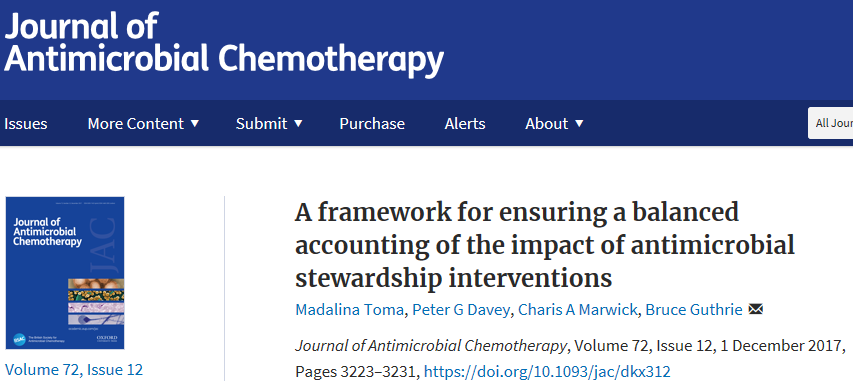 Journal of
Antimicrobial Chemotherapy
Issues
More Content ▼
Submit ▼
Purchase
Alerts
About ▼
All Jour
Journal of
Antimicrobial
Chemotherapy
JAC
OXFORD
Volume 72, Issue 12
A framework for ensuring a balanced
accounting of the impact of antimicrobial
stewardship interventions
Madalina Toma, Peter G Davey, Charis A Marwick, Bruce Guthrie
Journal of Antimicrobial Chemotherapy, Volume 72, Issue 12, 1 December 2017,
Pages 3223–3231, https://doi.org/10.1093/jac/dkx312